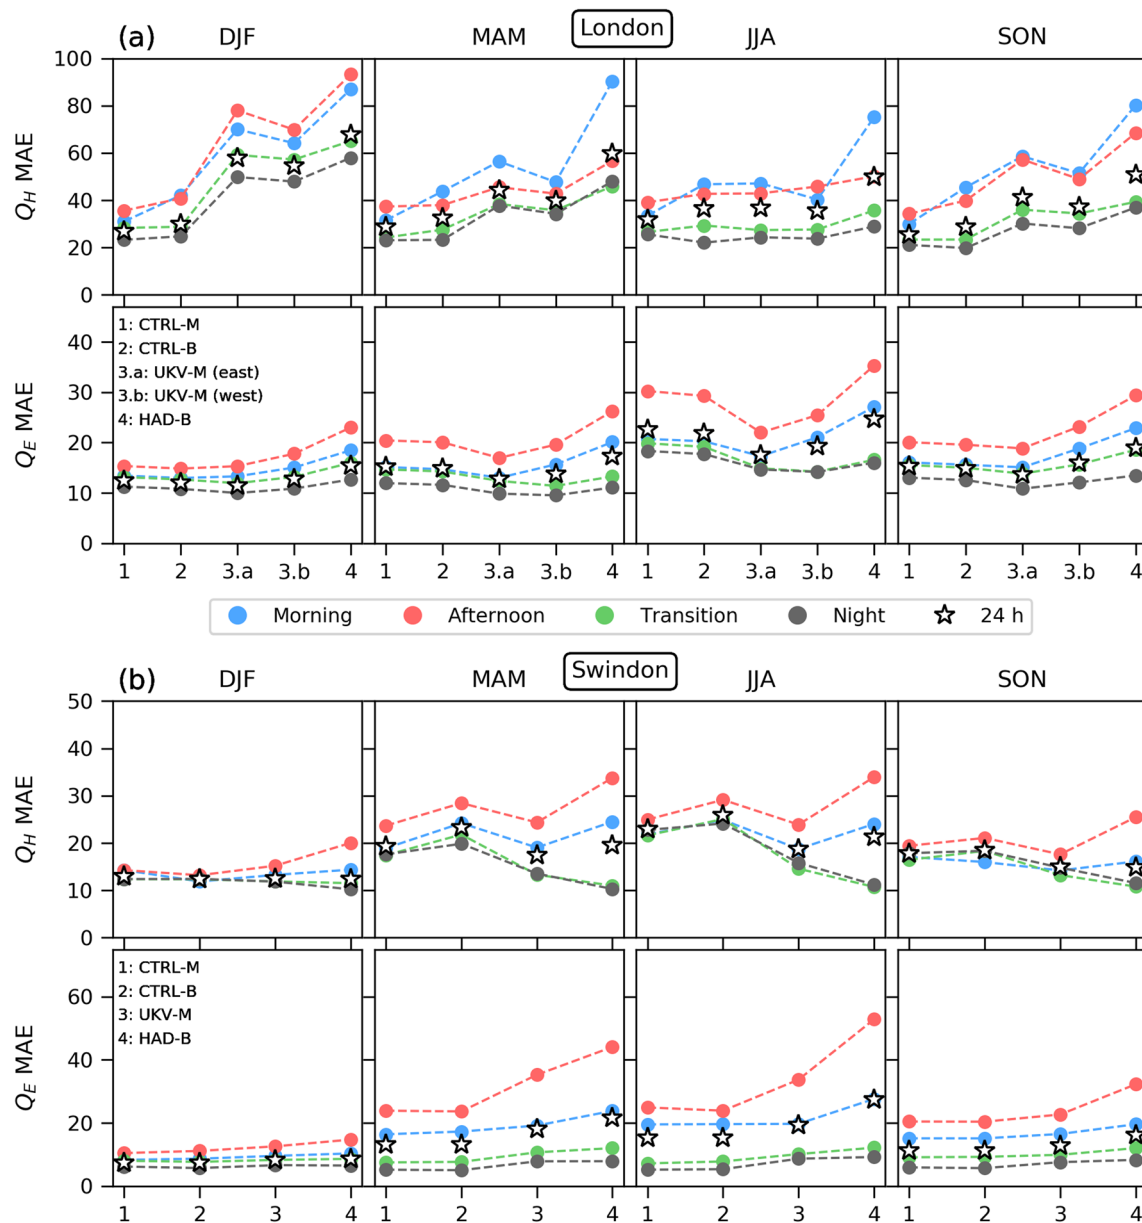 (a) DJF MAM London JJA SON
100
80
60
40
20
0
Q_H MAE
1: CTRL-M
2: CTRL-B
3.a: UKV-M (east)
3.b: UKV-M (west)
4: HAD-B
40
30
20
10
0
Q_E MAE
1 2 3.a 3.b 4 1 2 3.a 3.b 4 1 2 3.a 3.b 4 1 2 3.a 3.b 4
Morning Afternoon Transition Night 24 h
(b) DJF MAM Swindon JJA SON
50
40
30
20
10
0
Q_H MAE
1: CTRL-M
2: CTRL-B
3: UKV-M
4: HAD-B
60
40
20
0
Q_E MAE
1 2 3 4 1 2 3 4 1 2 3 4 1 2 3 4